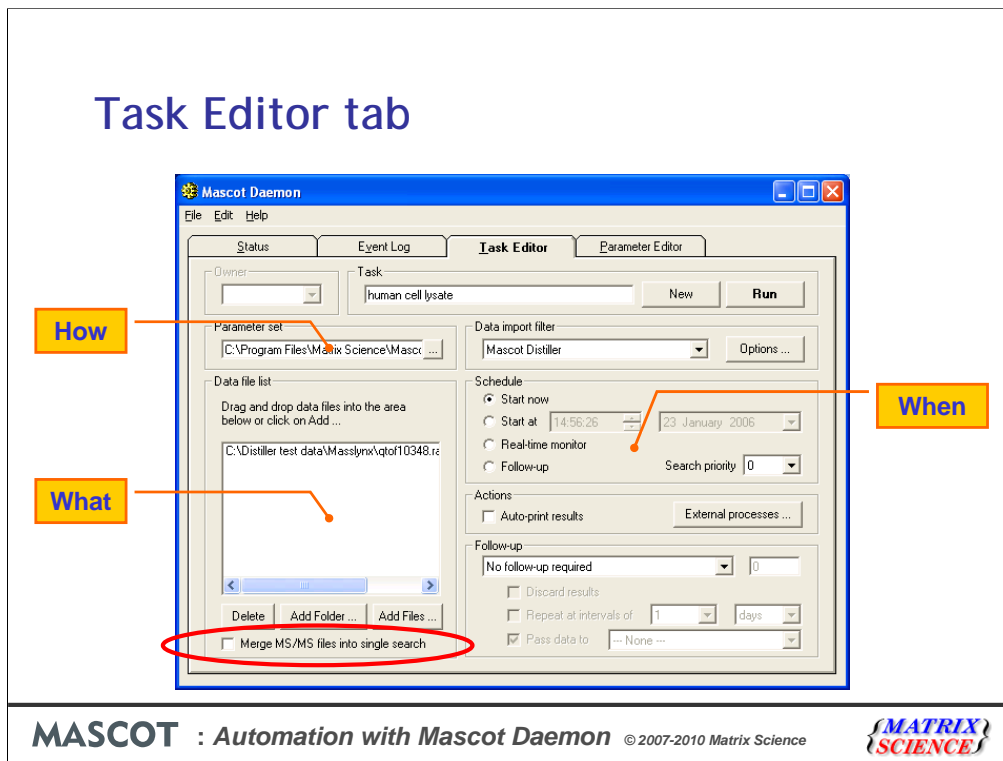 Task Editor tab
Mascot Daemon
File Edit Help
Status Event Log Task Editor Parameter Editor
Owner
Task
human cell lysate
New Run
How
Parameter set
C:\Program Files\Matrix Science\Masco ...
Data import filter
Mascot Distiller
Options ...
Data file list
Drag and drop data files into the area
below or click on Add ...
C:\Distiller test data\Masslynx\qtof10348.ra
What
Delete Add Folder ... Add Files ...
Merge MS/MS files into single search
Schedule
Start now
Start at 14:56:26 23 January 2006
Real-time monitor
Follow-up Search priority 0
When
Actions
Auto-print results External processes ...
Follow-up
No follow-up required 0
Discard results
Repeat at intervals of 1 days
Pass data to -- None --
MASCOT : Automation with Mascot Daemon © 2007-2010 Matrix Science
{MATRIX
SCIENCE}